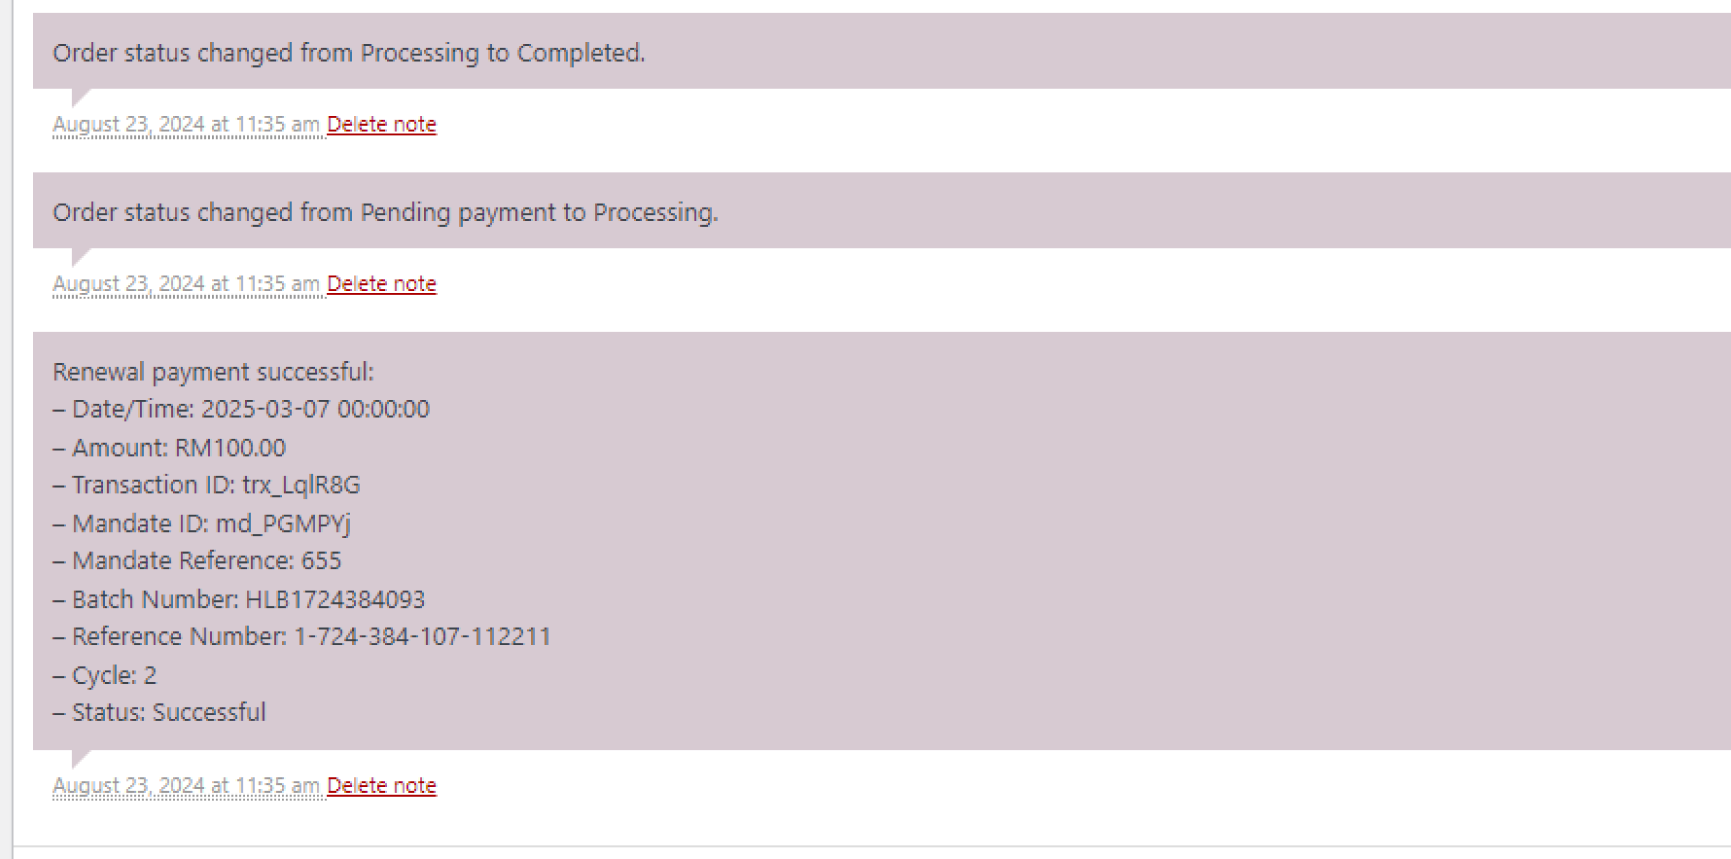 Order status changed from Processing to Completed.
August 23, 2024 at 11:35 am Delete note
Order status changed from Pending payment to Processing.
August 23, 2024 at 11:35 am Delete note
Renewal payment successful:
– Date/Time: 2025-03-07 00:00:00
– Amount: RM100.00
– Transaction ID: trx_LqlR8G
– Mandate ID: md_PGMPYj
– Mandate Reference: 655
– Batch Number: HLB1724384093
– Reference Number: 1-724-384-107-112211
– Cycle: 2
– Status: Successful
August 23, 2024 at 11:35 am Delete note